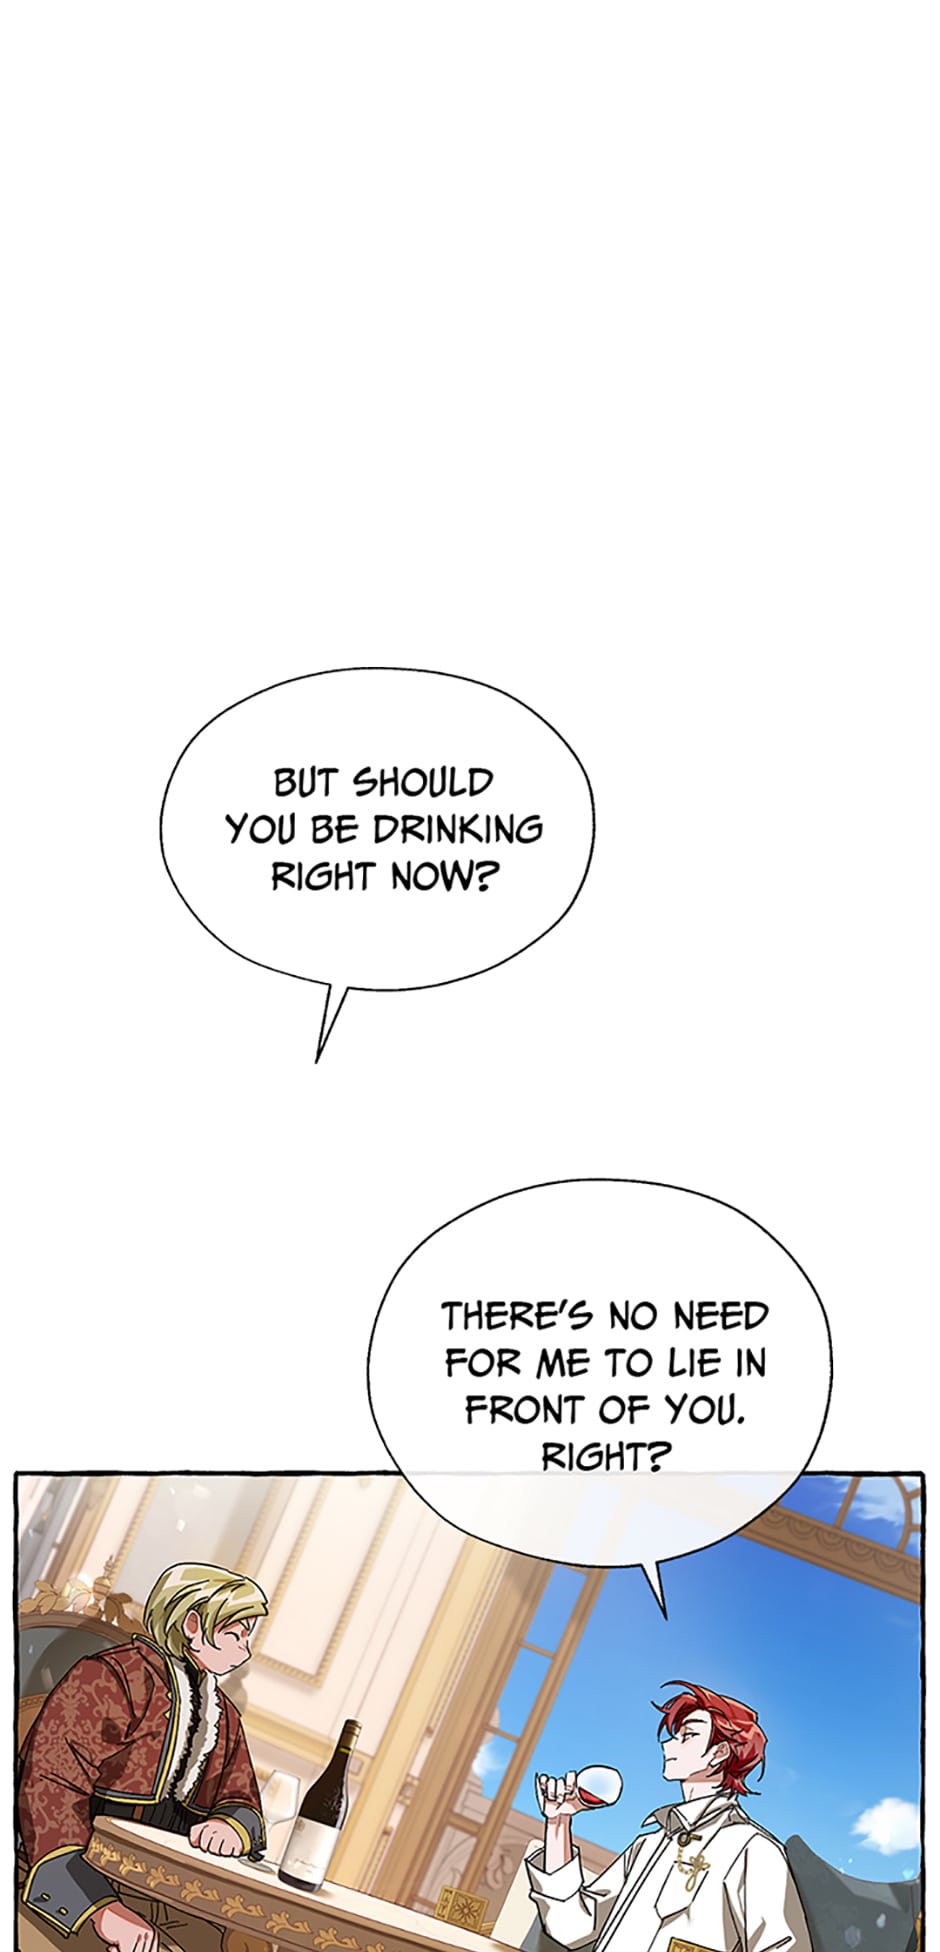 BUT SHOULD
YOU BE DRINKING
RIGHT NOW?
THERE'S NO NEED
FOR ME TO LIE IN
FRONT OF YOU.
RIGHT?